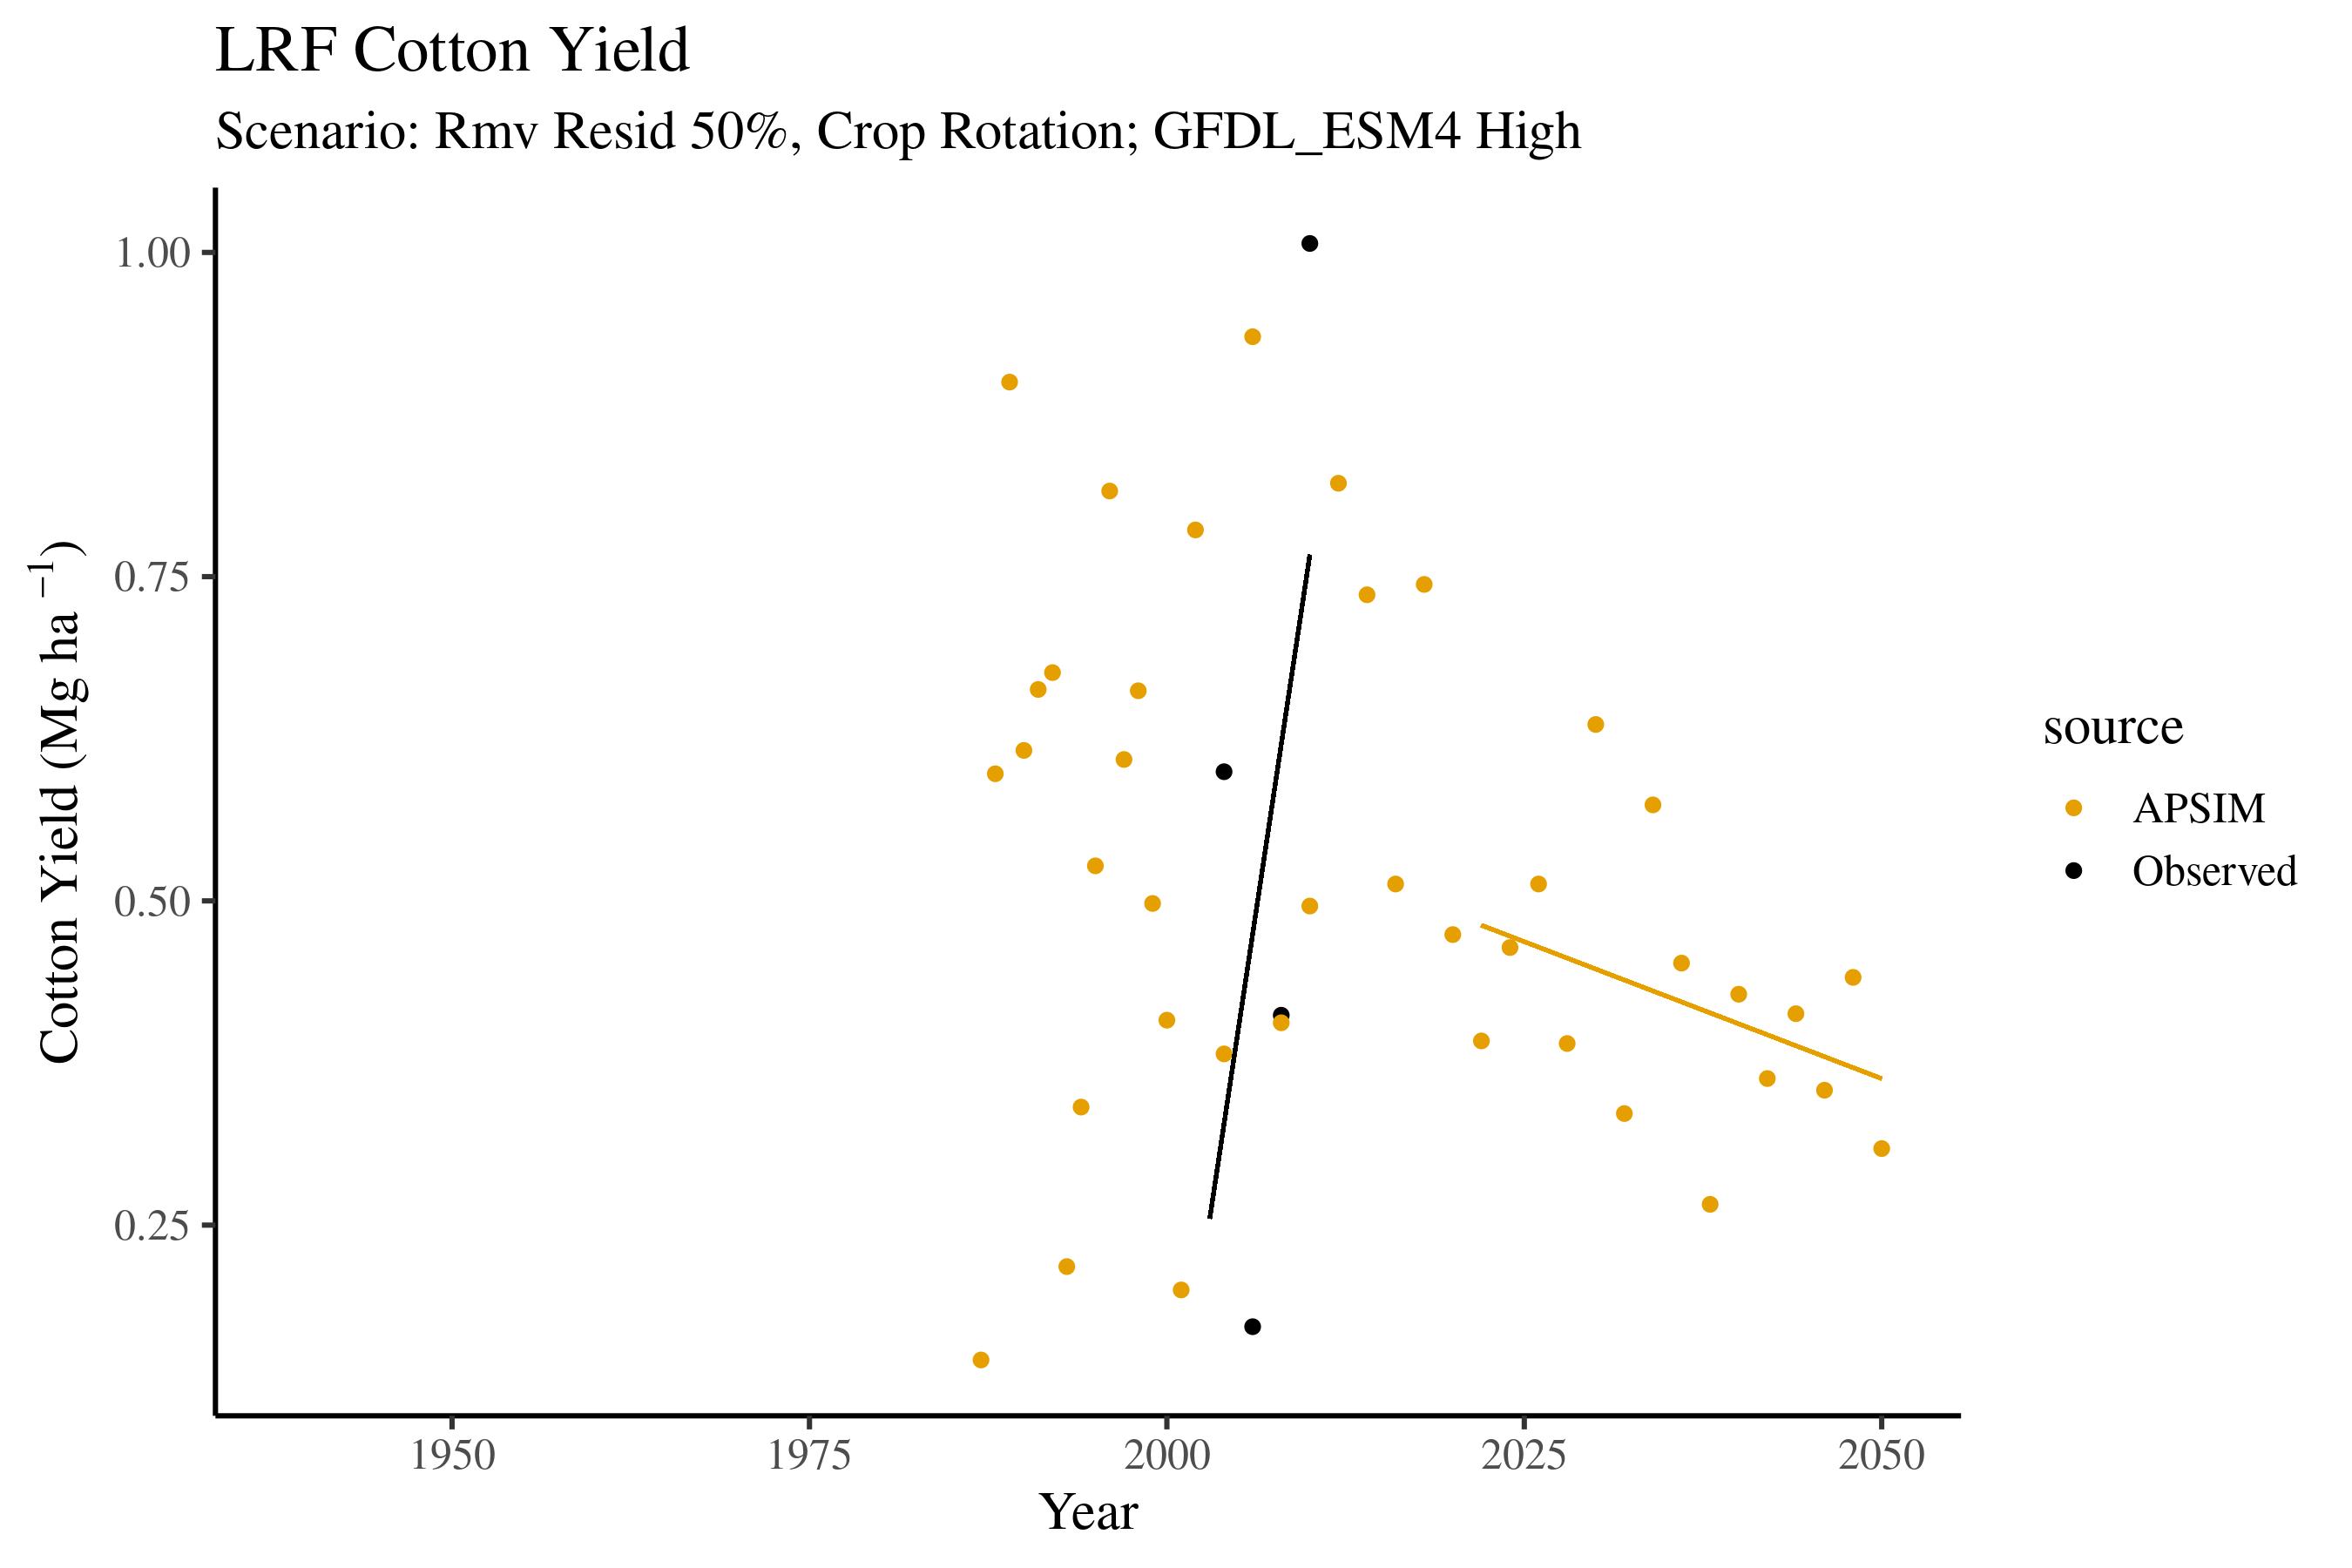 LRF Cotton Yield
Scenario: Rmv Resid 50%, Crop Rotation; GFDL_ESM4 High
Cotton Yield (Mg ha −1)
1.00
0.75
0.50
0.25
1950 1975 2000 2025 2050
Year
source
APSIM
Observed